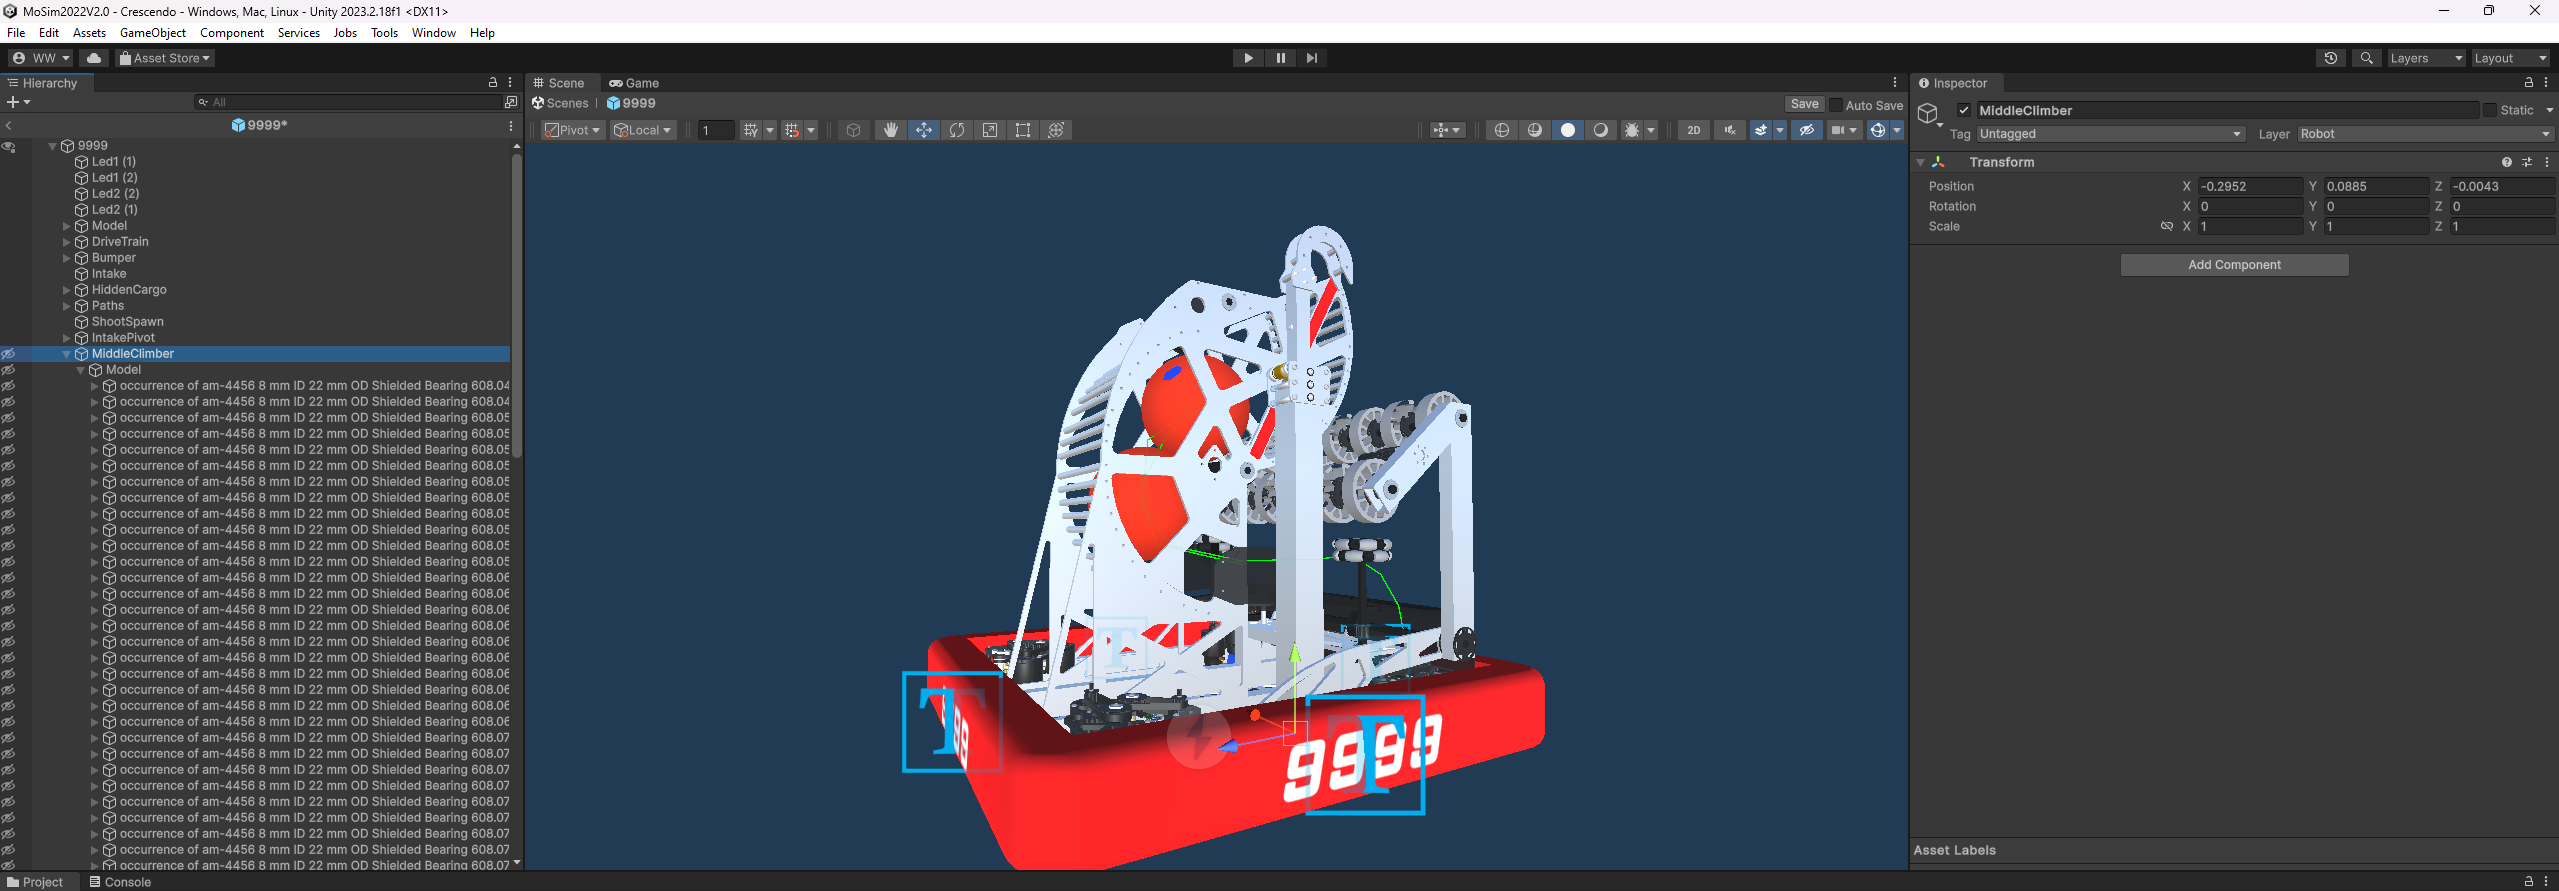 MoSim2022V2.0 - Crescendo - Windows, Mac, Linux - Unity 2023.2.18f1 <DX11>
File Edit Assets GameObject Component Services Jobs Tools Window Help
WW Asset Store Layers Layout
Hierarchy
All
9999*
9999
Led1 (1)
Led1 (2)
Led2 (2)
Led2 (1)
Model
DriveTrain
Bumper
Intake
HiddenCargo
Paths
ShootSpawn
IntakePivot
MiddleClimber
Model
occurrence of am-4456 8 mm ID 22 mm OD Shielded Bearing 608.04
occurrence of am-4456 8 mm ID 22 mm OD Shielded Bearing 608.04
occurrence of am-4456 8 mm ID 22 mm OD Shielded Bearing 608.05
occurrence of am-4456 8 mm ID 22 mm OD Shielded Bearing 608.05
occurrence of am-4456 8 mm ID 22 mm OD Shielded Bearing 608.05
occurrence of am-4456 8 mm ID 22 mm OD Shielded Bearing 608.05
occurrence of am-4456 8 mm ID 22 mm OD Shielded Bearing 608.05
occurrence of am-4456 8 mm ID 22 mm OD Shielded Bearing 608.05
occurrence of am-4456 8 mm ID 22 mm OD Shielded Bearing 608.05
occurrence of am-4456 8 mm ID 22 mm OD Shielded Bearing 608.05
occurrence of am-4456 8 mm ID 22 mm OD Shielded Bearing 608.05
occurrence of am-4456 8 mm ID 22 mm OD Shielded Bearing 608.05
occurrence of am-4456 8 mm ID 22 mm OD Shielded Bearing 608.06
occurrence of am-4456 8 mm ID 22 mm OD Shielded Bearing 608.06
occurrence of am-4456 8 mm ID 22 mm OD Shielded Bearing 608.06
occurrence of am-4456 8 mm ID 22 mm OD Shielded Bearing 608.06
occurrence of am-4456 8 mm ID 22 mm OD Shielded Bearing 608.06
occurrence of am-4456 8 mm ID 22 mm OD Shielded Bearing 608.06
occurrence of am-4456 8 mm ID 22 mm OD Shielded Bearing 608.06
occurrence of am-4456 8 mm ID 22 mm OD Shielded Bearing 608.06
occurrence of am-4456 8 mm ID 22 mm OD Shielded Bearing 608.06
occurrence of am-4456 8 mm ID 22 mm OD Shielded Bearing 608.06
occurrence of am-4456 8 mm ID 22 mm OD Shielded Bearing 608.07
occurrence of am-4456 8 mm ID 22 mm OD Shielded Bearing 608.07
occurrence of am-4456 8 mm ID 22 mm OD Shielded Bearing 608.07
occurrence of am-4456 8 mm ID 22 mm OD Shielded Bearing 608.07
occurrence of am-4456 8 mm ID 22 mm OD Shielded Bearing 608.07
occurrence of am-4456 8 mm ID 22 mm OD Shielded Bearing 608.07
occurrence of am-4456 8 mm ID 22 mm OD Shielded Bearing 608.07
occurrence of am-4456 8 mm ID 22 mm OD Shielded Bearing 608.07
occurrence of am-4456 8 mm ID 22 mm OD Shielded Bearing 608.07
Scene Game
Scenes | 9999 Save Auto Save
Pivot Local 1 2D
T T
T 99
9999 T
Inspector
MiddleClimber Static
Tag Untagged Layer Robot
Transform
Position X -0.2952 Y 0.0885 Z -0.0043
Rotation X 0 Y 0 Z 0
Scale X 1 Y 1 Z 1
Add Component
Asset Labels
Project Console